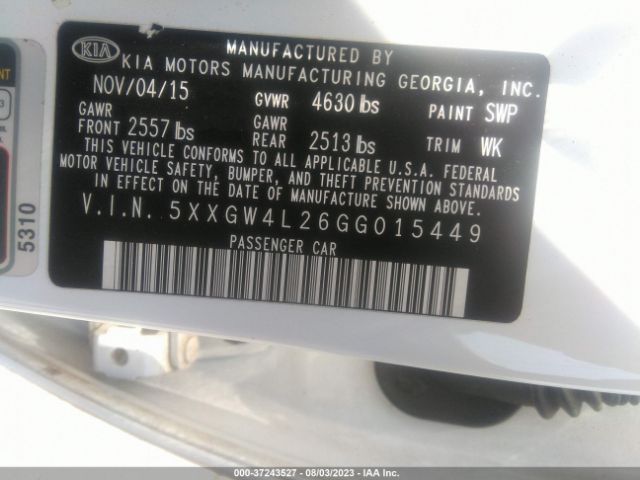 KIA
MANUFACTURED BY
KIA MOTORS MANUFACTURING GEORGIA, INC.
NOV/04/15 GVWR 4630 lbs PAINT SWP
GAWR FRONT 2557 lbs GAWR REAR 2513 lbs TRIM WK
THIS VEHICLE CONFORMS TO ALL APPLICABLE U.S.A. FEDERAL
MOTOR VEHICLE SAFETY, BUMPER, AND THEFT PREVENTION
STANDARDS IN EFFECT ON THE DATE OF MANUFACTURE SHOWN ABOVE.
V.I.N. 5XXGW4L26GG015449
PASSENGER CAR
5310
000-37243527 - 08/03/2023 - IAA Inc.